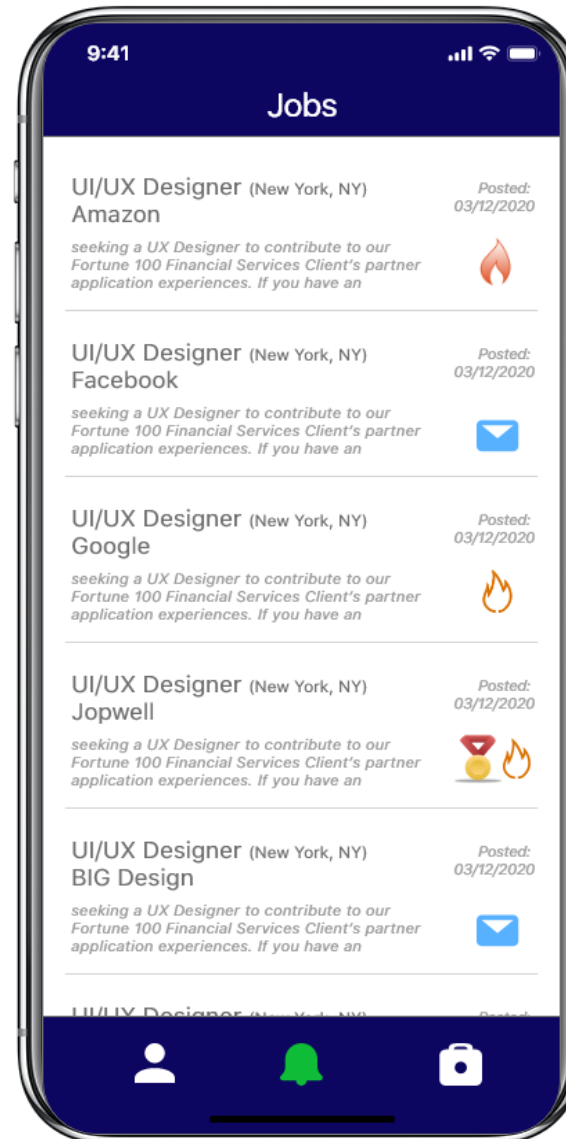 9:41
Jobs
UI/UX Designer (New York, NY)
Posted:
Amazon
03/12/2020
seeking a UX Designer to contribute to our
Fortune 100 Financial Services Client's partner
application experiences. If you have an
UI/UX Designer (New York, NY)
Posted:
Facebook
03/12/2020
seeking a UX Designer to contribute to our
Fortune 100 Financial Services Client's partner
application experiences. If you have an
UI/UX Designer (New York, NY)
Posted:
Google
03/12/2020
seeking a UX Designer to contribute to our
Fortune 100 Financial Services Client's partner
application experiences. If you have an
UI/UX Designer (New York, NY)
Posted:
Jopwell
03/12/2020
seeking a UX Designer to contribute to our
Fortune 100 Financial Services Client's partner
application experiences. If you have an
UI/UX Designer (New York, NY)
Posted:
BIG Design
03/12/2020
seeking a UX Designer to contribute to our
Fortune 100 Financial Services Client's partner
application experiences. If you have an
UI/UX Designer (New York, NY)
Posted: